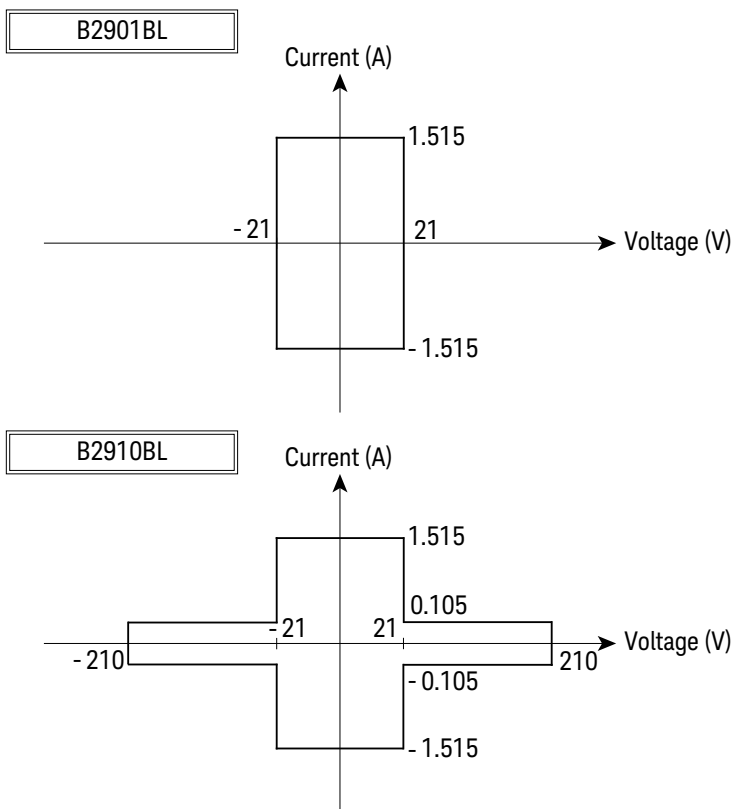 B2901BL
Current (A)
1.515
- 21
21
Voltage (V)
- 1.515
B2910BL
Current (A)
1.515
0.105
- 21
21
Voltage (V)
- 210
210
- 0.105
- 1.515